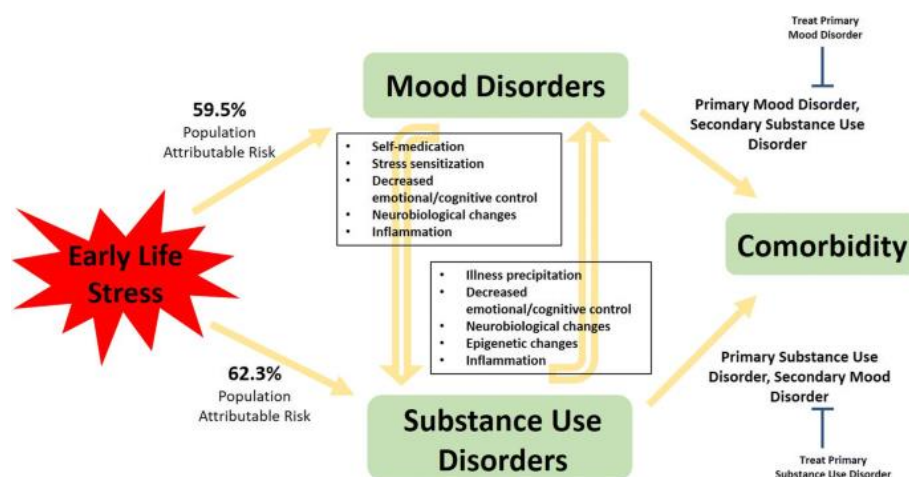 Treat Primary
Mood Disorder
Mood Disorders
Primary Mood Disorder,
Secondary Substance Use
Disorder
59.5%
Population
Attributable Risk
• Self-medication
• Stress sensitization
• Decreased
emotional/cognitive control
• Neurobiological changes
• Inflammation
Early Life
Stress
Comorbidity
• Illness precipitation
• Decreased
emotional/cognitive control
• Neurobiological changes
• Epigenetic changes
• Inflammation
62.3%
Population
Attributable Risk
Primary Substance Use
Disorder, Secondary Mood
Disorder
Substance Use
Disorders
Treat Primary
Substance Use Disorder